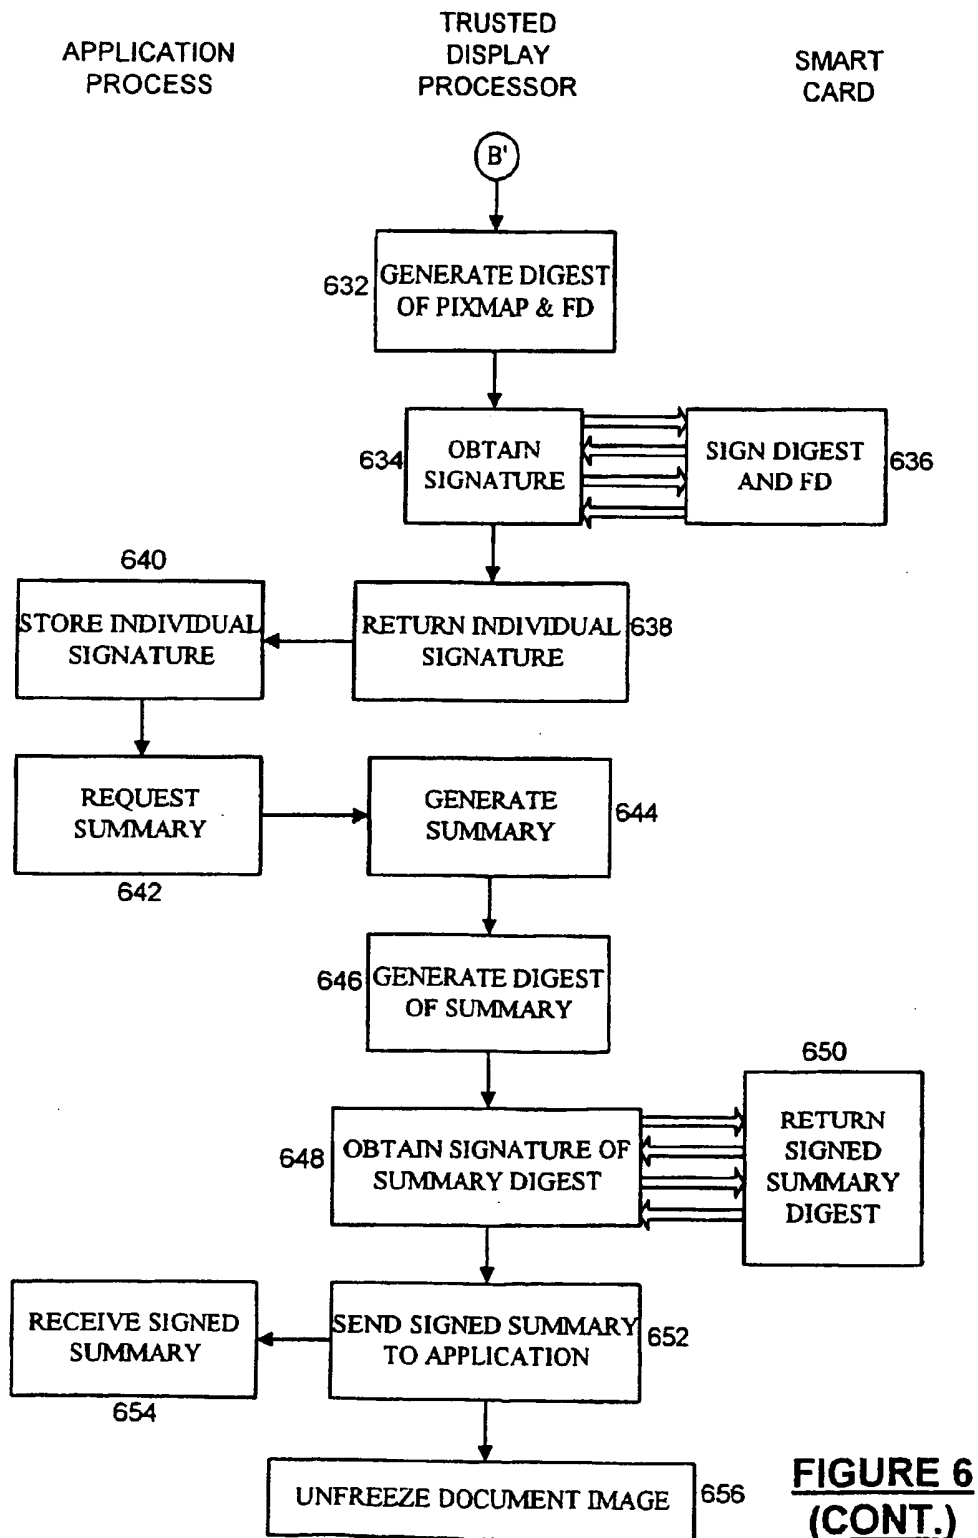 APPLICATION
PROCESS
TRUSTED
DISPLAY
PROCESSOR
SMART
CARD
B'
632
GENERATE DIGEST
OF PIXMAP & FD
634
OBTAIN
SIGNATURE
SIGN DIGEST
AND FD
636
640
STORE INDIVIDUAL
SIGNATURE
RETURN INDIVIDUAL
SIGNATURE
638
REQUEST
SUMMARY
642
GENERATE
SUMMARY
644
646
GENERATE DIGEST
OF SUMMARY
650
648
OBTAIN SIGNATURE OF
SUMMARY DIGEST
RETURN
SIGNED
SUMMARY
DIGEST
RECEIVE SIGNED
SUMMARY
654
SEND SIGNED SUMMARY
TO APPLICATION
652
UNFREEZE DOCUMENT IMAGE
656
FIGURE 6
(CONT.)